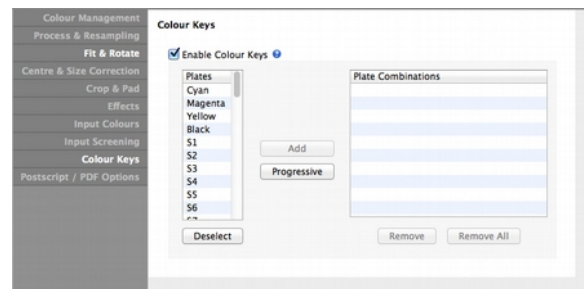 Colour Management
Process & Resampling
Fit & Rotate
Centre & Size Correction
Crop & Pad
Effects
Input Colours
Input Screening
Colour Keys
Postscript / PDF Options
Colour Keys
Enable Colour Keys
Plates
Cyan
Magenta
Yellow
Black
S1
S2
S3
S4
S5
S6
S7
Deselect
Add
Progressive
Plate Combinations
Remove
Remove All